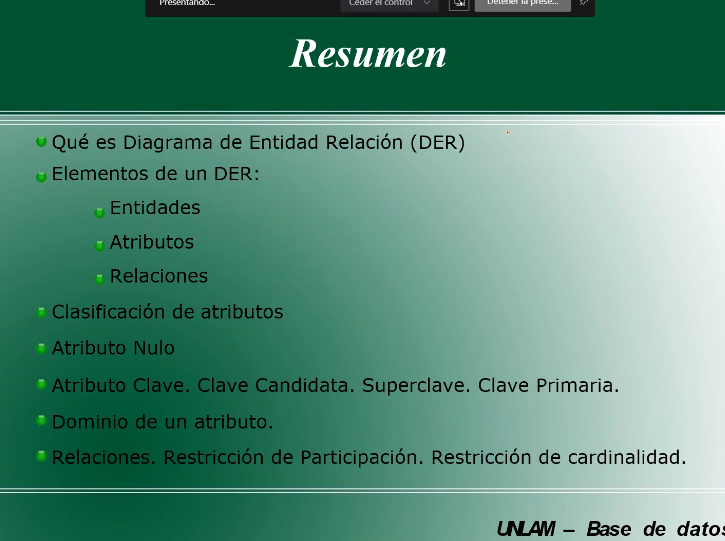 Presentando...
Ceder el control
Detener la prese...
Resumen
Qué es Diagrama de Entidad Relación (DER)
Elementos de un DER:
Entidades
Atributos
Relaciones
Clasificación de atributos
Atributo Nulo
Atributo Clave. Clave Candidata. Superclave. Clave Primaria.
Dominio de un atributo.
Relaciones. Restricción de Participación. Restricción de cardinalidad.
UNLAM – Base de datos